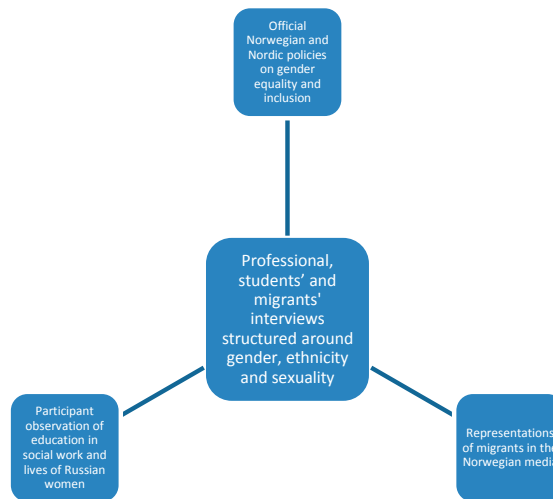 Official
Norwegian and
Nordic policies
on gender
equality and
inclusion
Professional,
students’ and
migrants'
interviews
structured around
gender, ethnicity
and sexuality
Participant
observation of
education in
social work and
lives of Russian
women
Representations
of migrants in the
Norwegian media